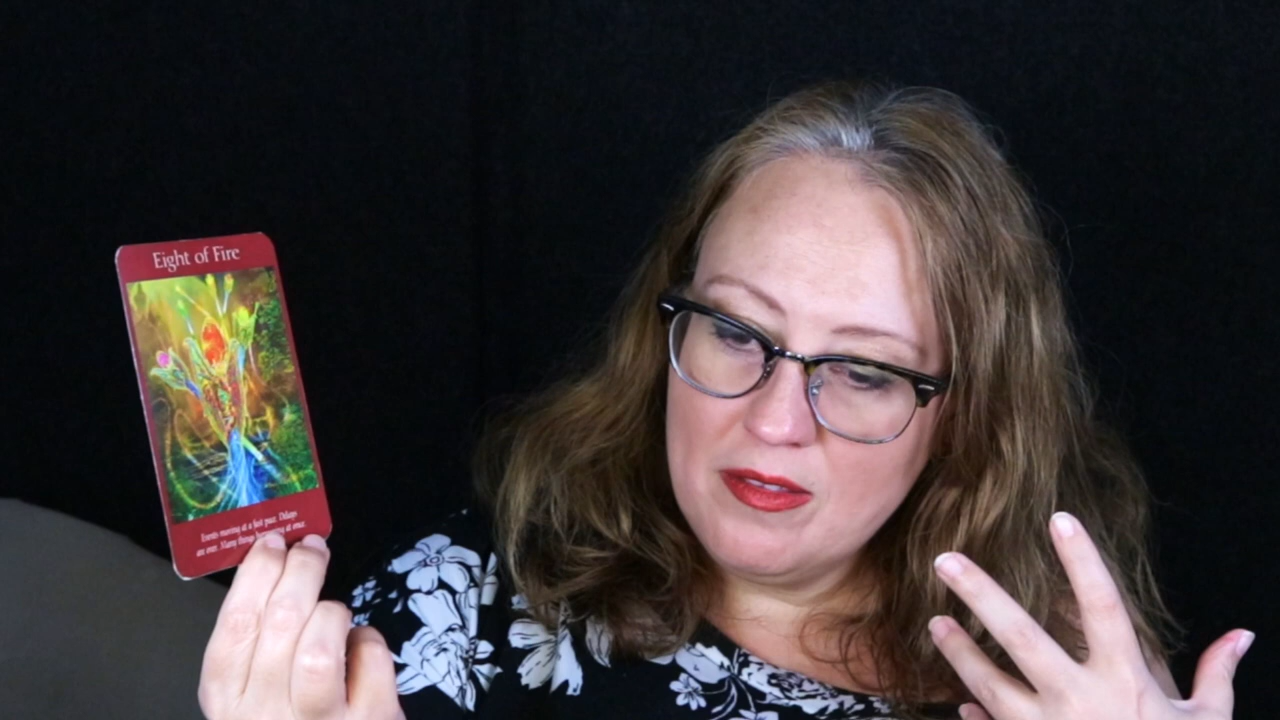 Eight of Fire
Events moving at a fast pace. Delays
are over. Many things happening at once.